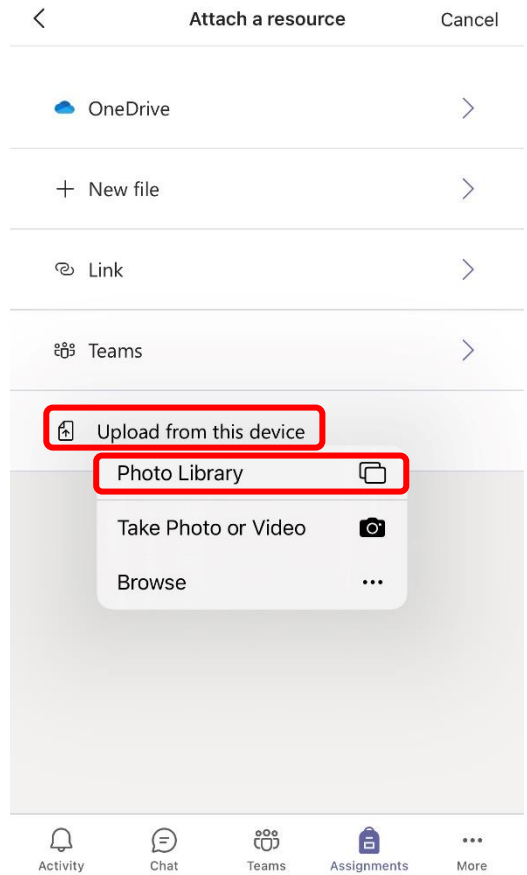 Attach a resource
Cancel
OneDrive
New file
Link
Teams
Upload from this device
Photo Library
Take Photo or Video
Browse
Activity
Chat
Teams
Assignments
More